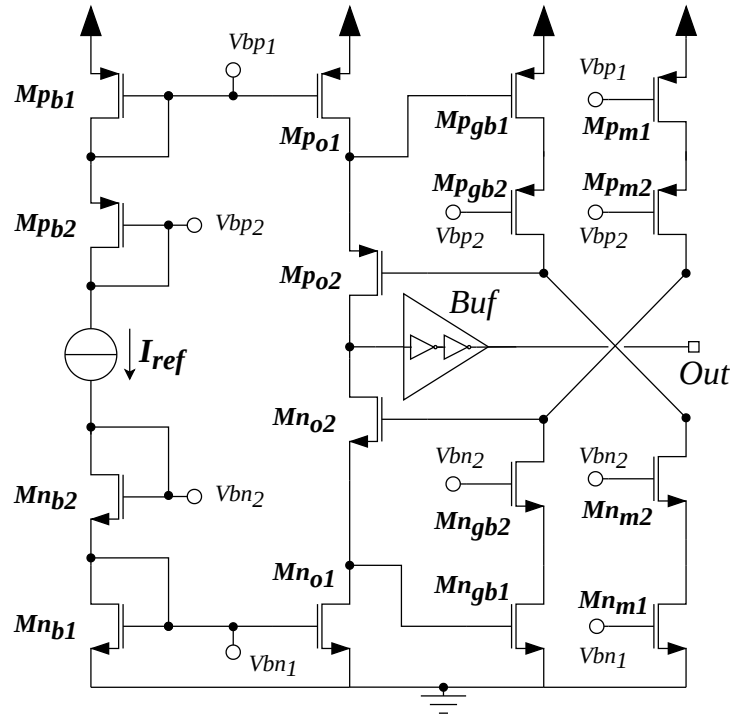 Vbp1
Mpb1
Mpo1
Mpgb1
Vbp1
Mpm1
Mpb2
Vbp2
Mpgb2
Vbp2
Mpm2
Vbp2
Mpo2
Buf
Iref
Out
Mno2
Mnb2
Vbn2
Vbn2
Mngb2
Vbn2
Mnm2
Mnb1
Vbn1
Mno1
Mngb1
Mnm1
Vbn1